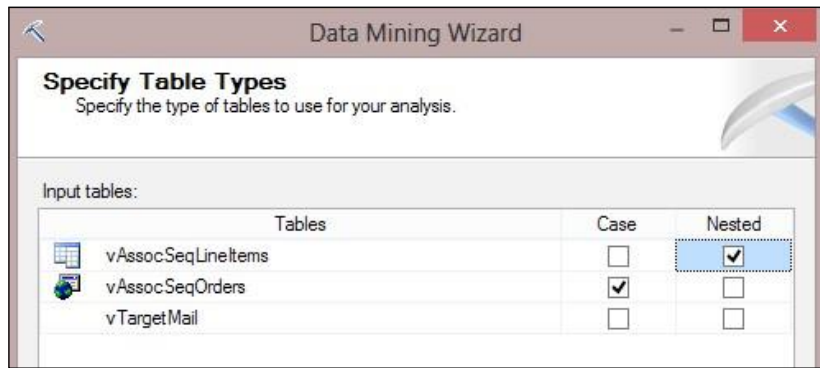 Data Mining Wizard
Specify Table Types
Specify the type of tables to use for your analysis.
Input tables:
Tables Case Nested
vAssocSeqLineItems
vAssocSeqOrders
vTargetMail